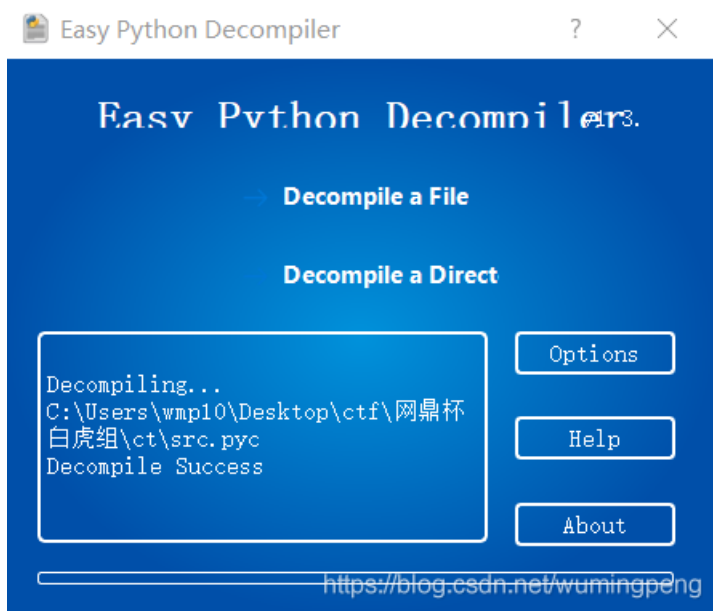 Easy Python Decompiler
Easy Python Decompiler
Decompile a File
Decompile a Direct
Decompiling...
C:\Users\wmp10\Desktop\ctf\网鼎杯
白虎组\ct\src.pyc
Decompile Success
Options
Help
About
https://blog.csdn.net/wumingpeng